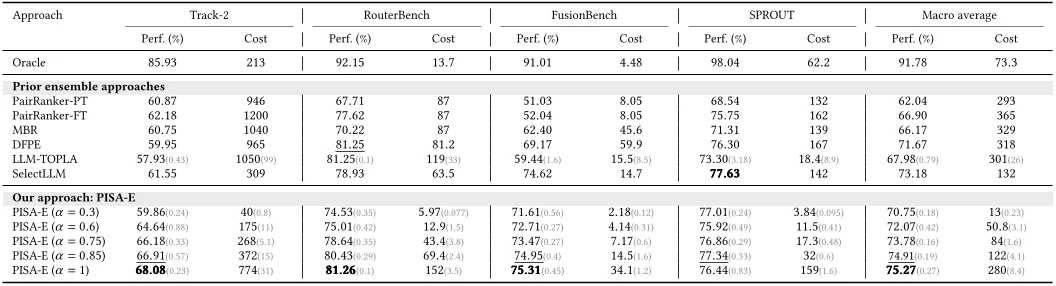 Approach Track-2 RouterBench FusionBench SPROUT Macro average
Perf. (%) Cost Perf. (%) Cost Perf. (%) Cost Perf. (%) Cost Perf. (%) Cost
Oracle 85.93 213 92.15 13.7 91.01 4.48 98.04 62.2 91.78 73.3
Prior ensemble approaches
PairRanker-PT 60.87 946 67.71 87 51.03 8.05 68.54 132 62.04 293
PairRanker-FT 62.18 1200 77.62 87 52.04 8.05 75.75 162 66.90 365
MBR 60.75 1040 70.22 87 62.40 45.6 71.31 139 66.17 329
DFPE 59.95 965 81.25 81.2 69.17 59.9 76.30 167 71.67 318
LLM-TOPLA 57.93(0.43) 1050(99) 81.25(0.1) 119(33) 59.44(1.6) 15.5(8.5) 73.30(3.18) 18.4(8.9) 67.98(0.79) 301(26)
SelectLLM 61.55 309 78.93 63.5 74.62 14.7 77.63 142 73.18 132
Our approach: PISA-E
PISA-E (α = 0.3) 59.86(0.24) 40(0.8) 74.53(0.35) 5.97(0.077) 71.61(0.56) 2.18(0.12) 77.01(0.24) 3.84(0.095) 70.75(0.18) 13(0.23)
PISA-E (α = 0.6) 64.64(0.88) 175(11) 75.01(0.42) 12.9(1.5) 72.71(0.27) 4.14(0.31) 75.92(0.49) 11.5(0.41) 72.07(0.42) 50.8(3.1)
PISA-E (α = 0.75) 66.18(0.33) 268(5.1) 78.64(0.35) 43.4(3.8) 73.47(0.27) 7.17(0.6) 76.86(0.29) 17.3(0.48) 73.78(0.16) 84(1.6)
PISA-E (α = 0.85) 66.91(0.57) 372(15) 80.43(0.29) 69.4(2.4) 74.95(0.4) 14.5(1.6) 77.34(0.33) 32(0.6) 74.91(0.19) 122(4.1)
PISA-E (α = 1) 68.08(0.23) 774(31) 81.26(0.1) 152(3.5) 75.31(0.45) 34.1(1.2) 76.44(0.83) 159(1.6) 75.27(0.27) 280(8.4)